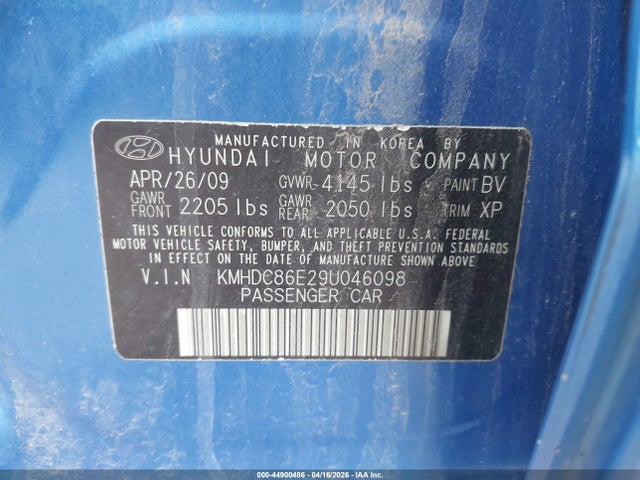 MANUFACTURED IN KOREA BY
HYUNDAI MOTOR COMPANY
APR/26/09 GVWR 4145 lbs PAINT BV
GAWR FRONT 2205 lbs GAWR REAR 2050 lbs TRIM XP
THIS VEHICLE CONFORMS TO ALL APPLICABLE U.S.A. FEDERAL
MOTOR VEHICLE SAFETY, BUMPER, AND THEFT PREVENTION STANDARDS
IN EFFECT ON THE DATE OF MANUFACTURE SHOWN ABOVE.
V.I.N KMHDC86E29U046098
PASSENGER CAR
000-44900486 - 04/16/2026 - IAAI.COM